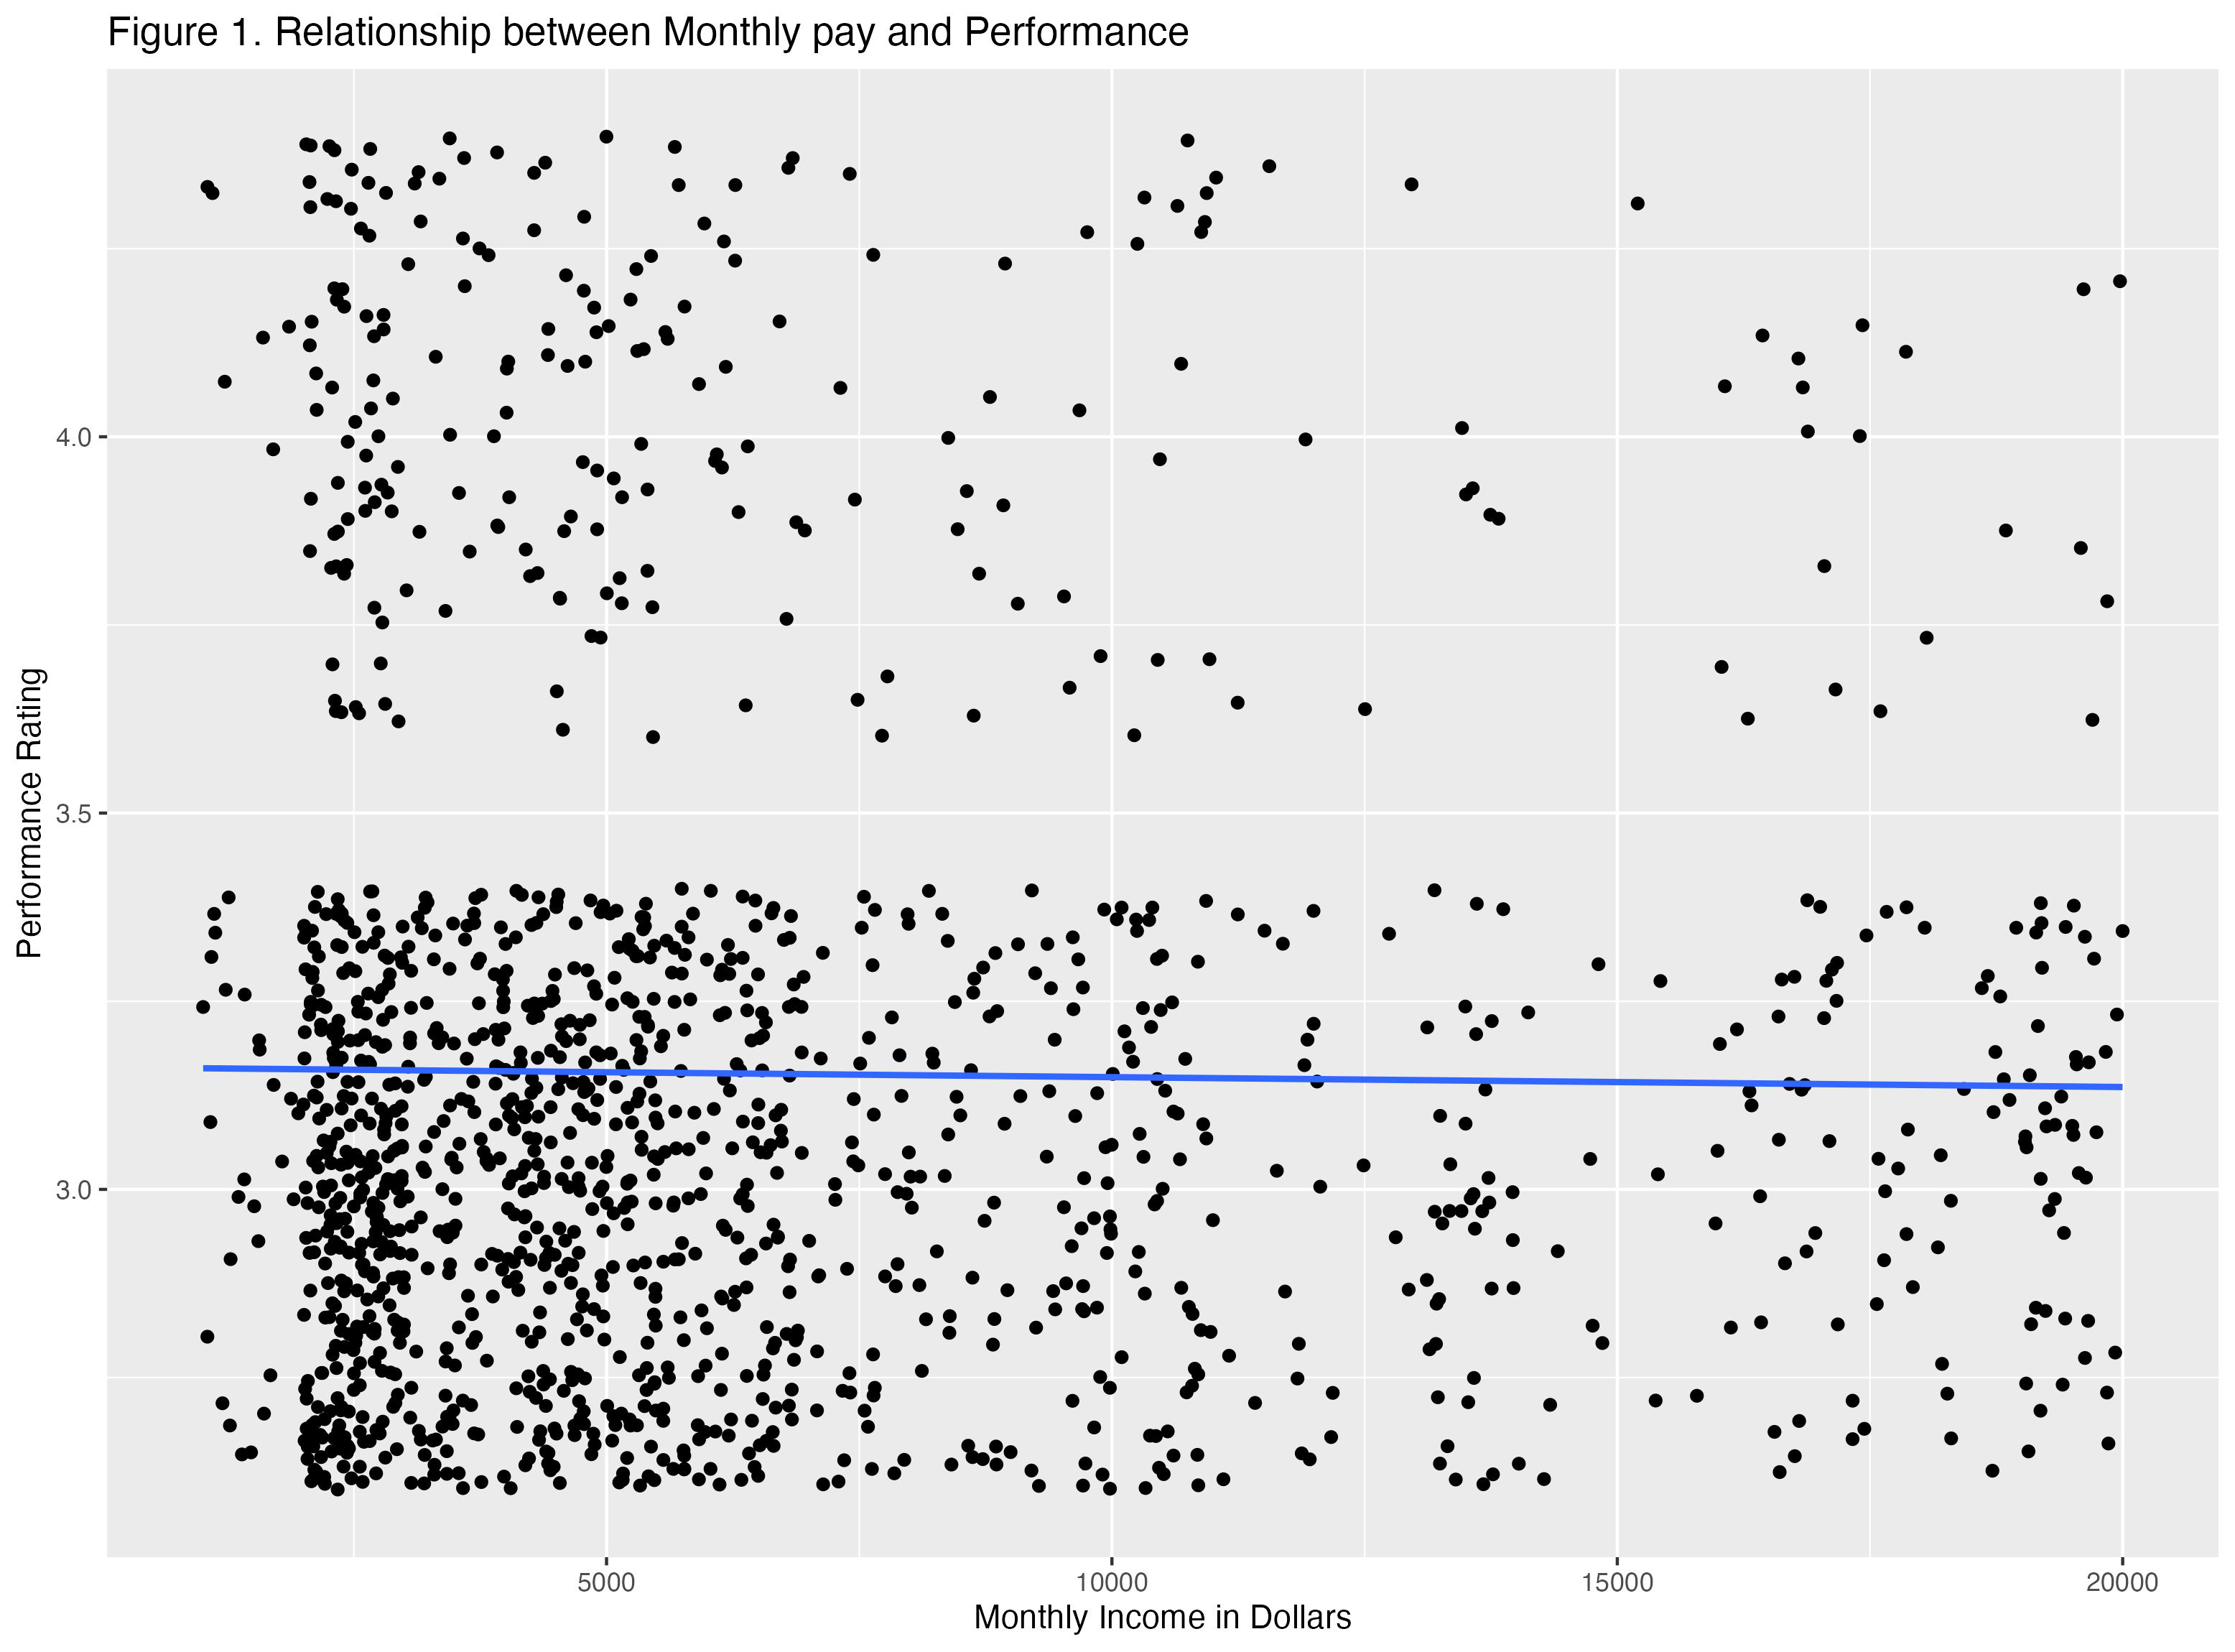 Figure 1. Relationship between Monthly pay and Performance
Performance Rating
4.0
3.5
3.0
5000
10000
15000
20000
Monthly Income in Dollars